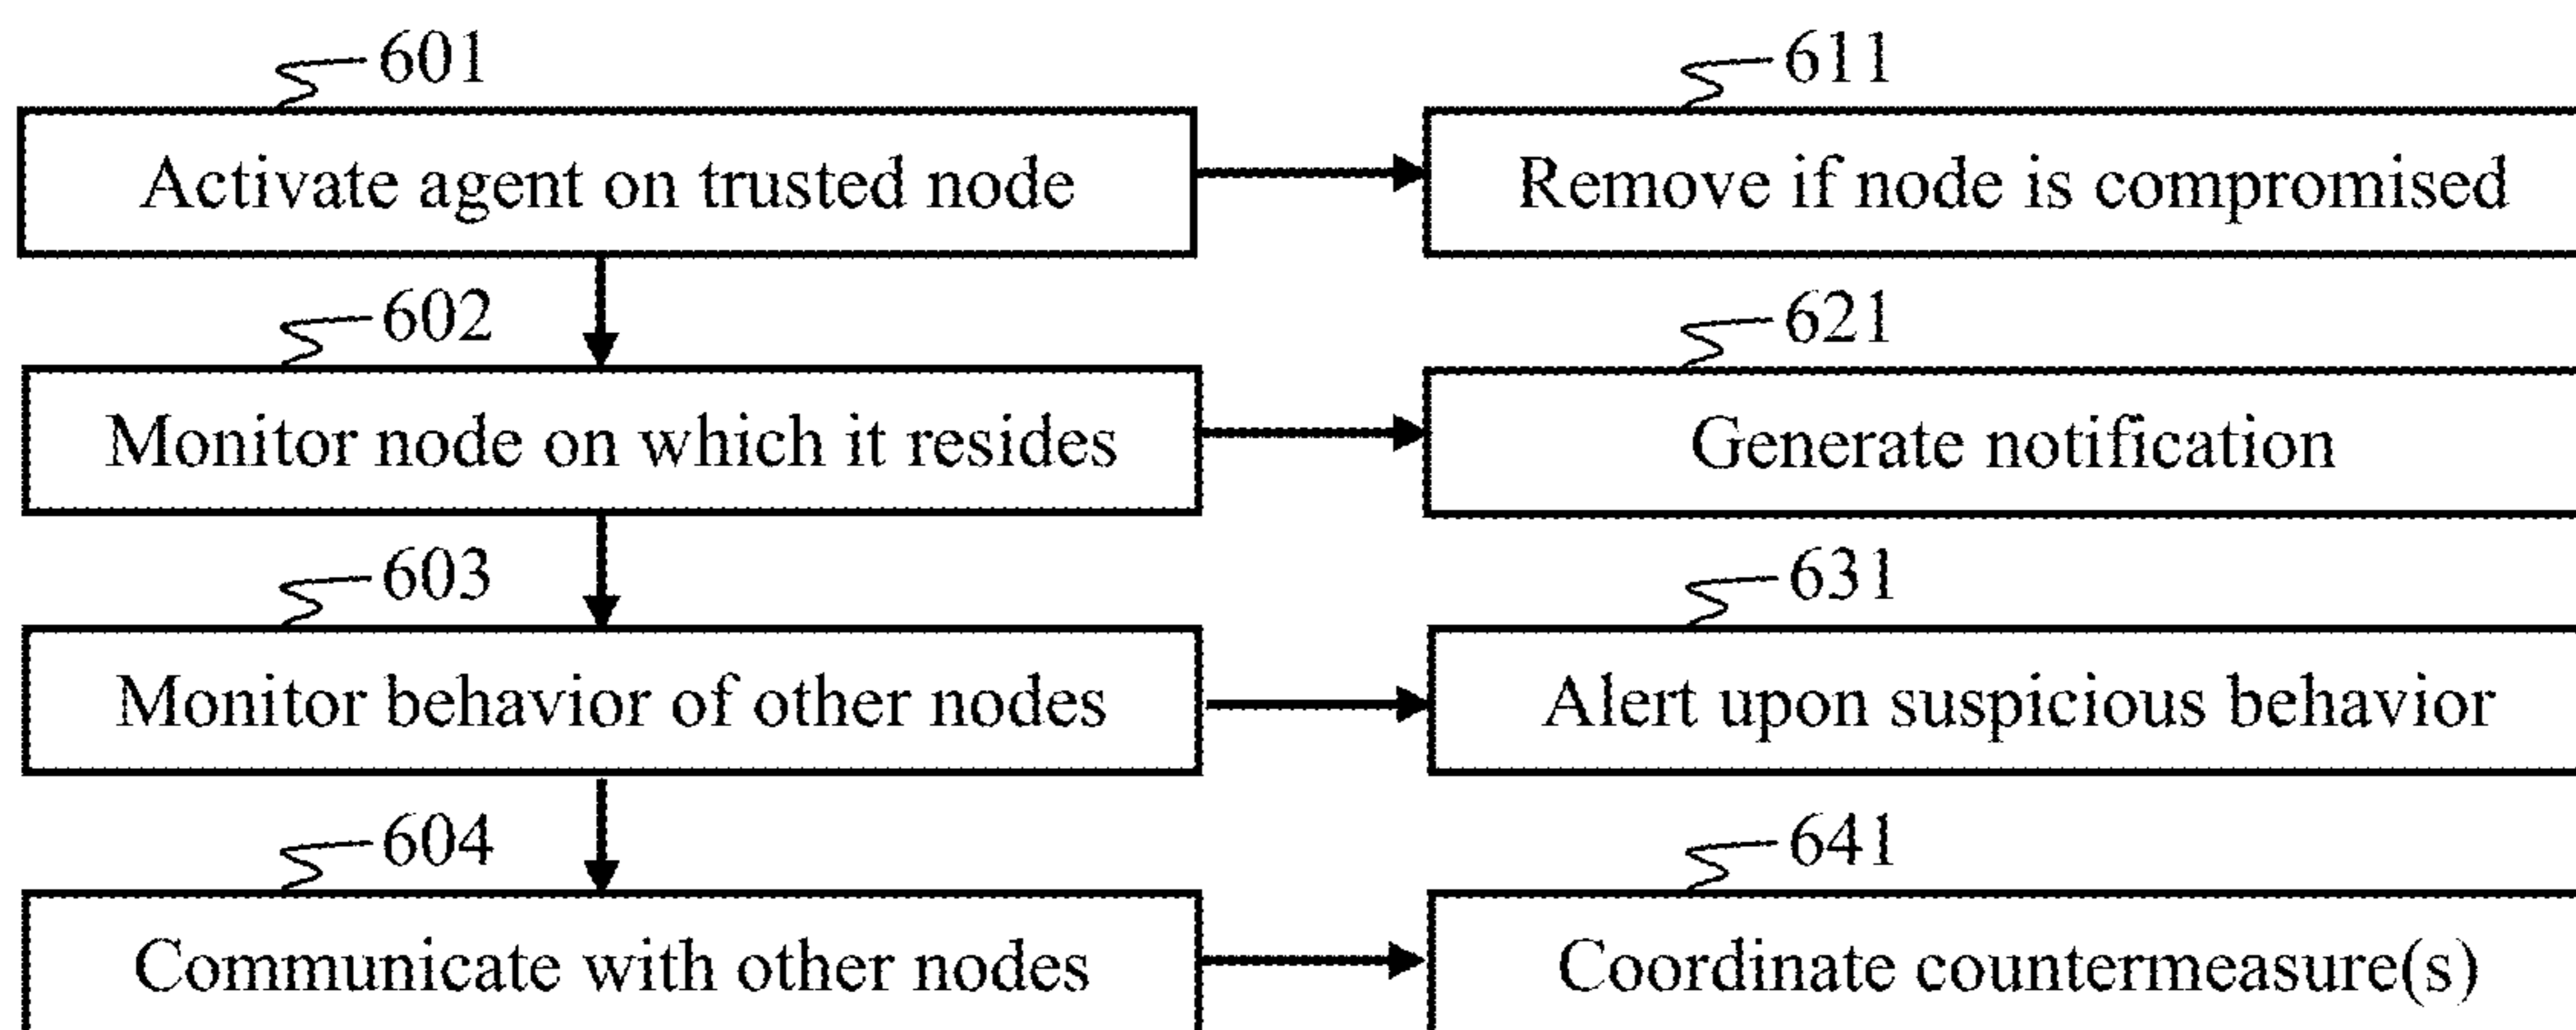 601
611
Activate agent on trusted node
Remove if node is compromised
602
621
Monitor node on which it resides
Generate notification
603
631
Monitor behavior of other nodes
Alert upon suspicious behavior
604
641
Communicate with other nodes
Coordinate countermeasure(s)